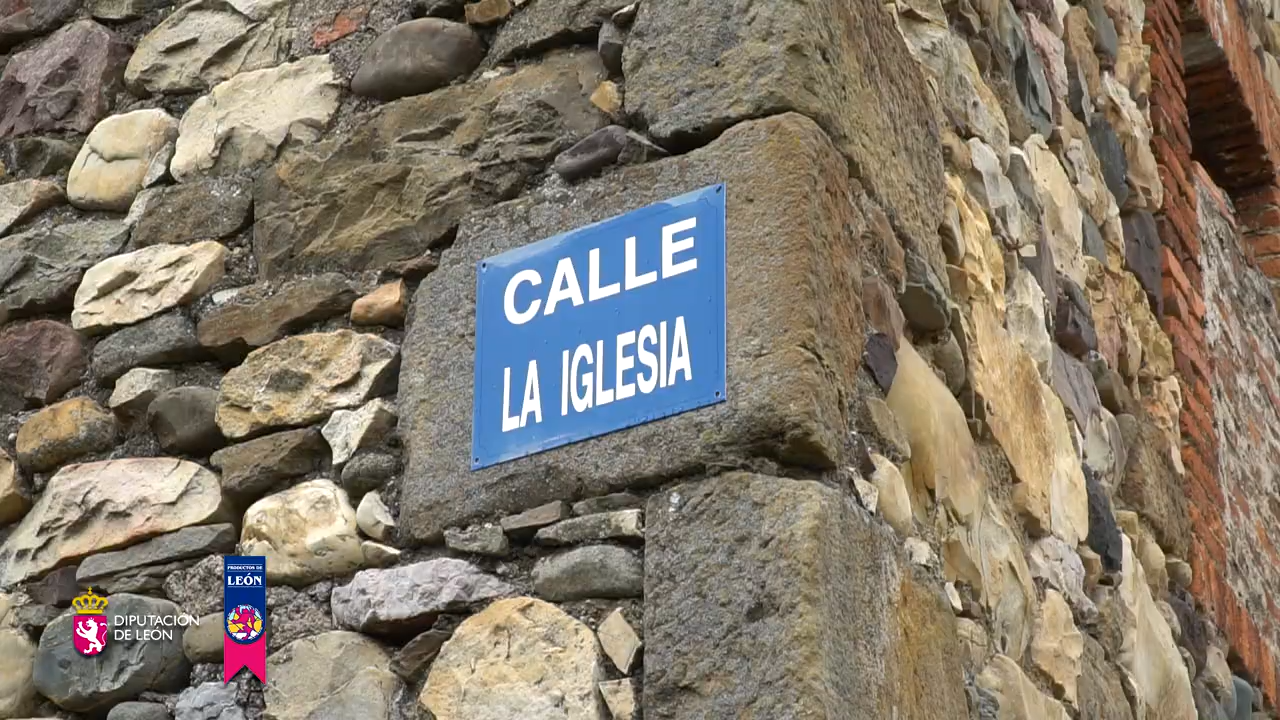 CALLE
LA IGLESIA
PRODUCTOS DE
LEÓN
DIPUTACIÓN
DE LEÓN